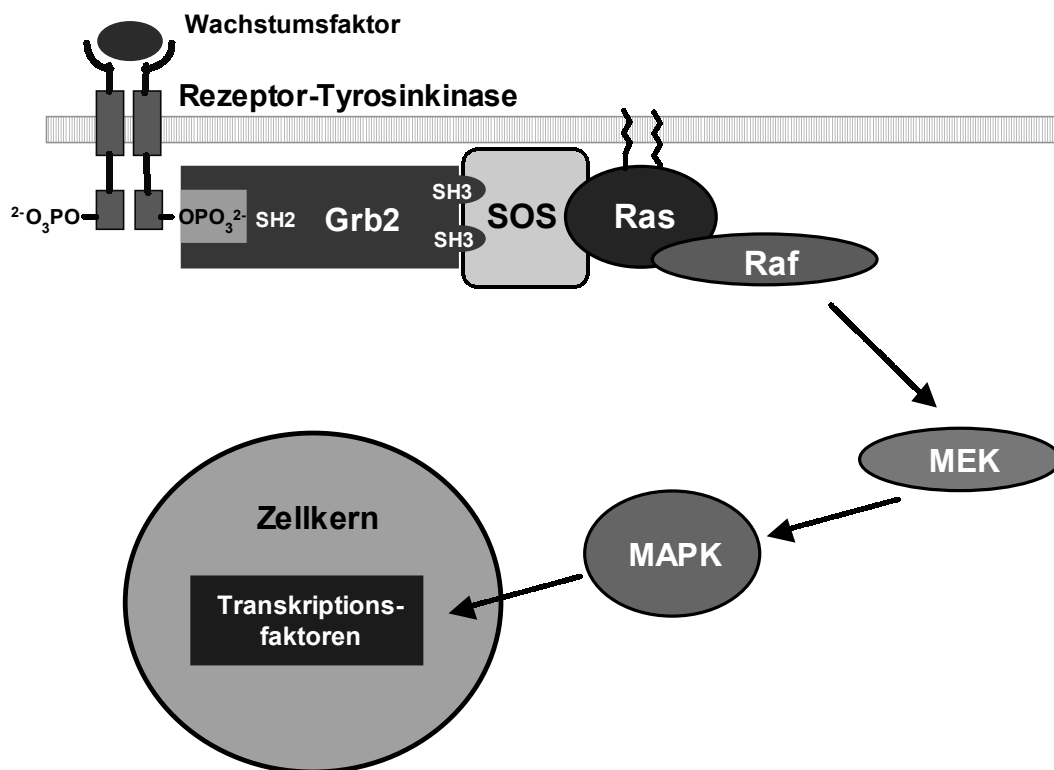 Wachstumsfaktor
Rezeptor-Tyrosinkinase
²⁻O₃PO
OPO₃²⁻
SH2
Grb2
SH3
SH3
SOS
Ras
Raf
MEK
MAPK
Zellkern
Transkriptions-
faktoren